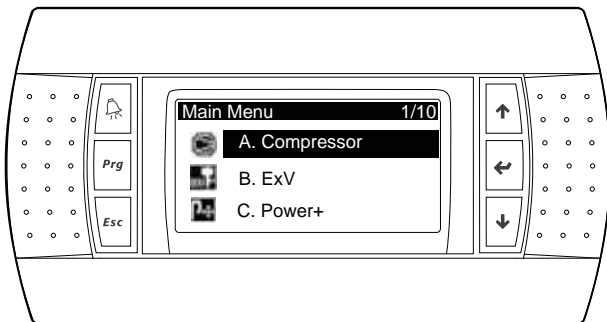 Main Menu 1/10
A. Compressor
Prg
B. ExV
C. Power+
Esc